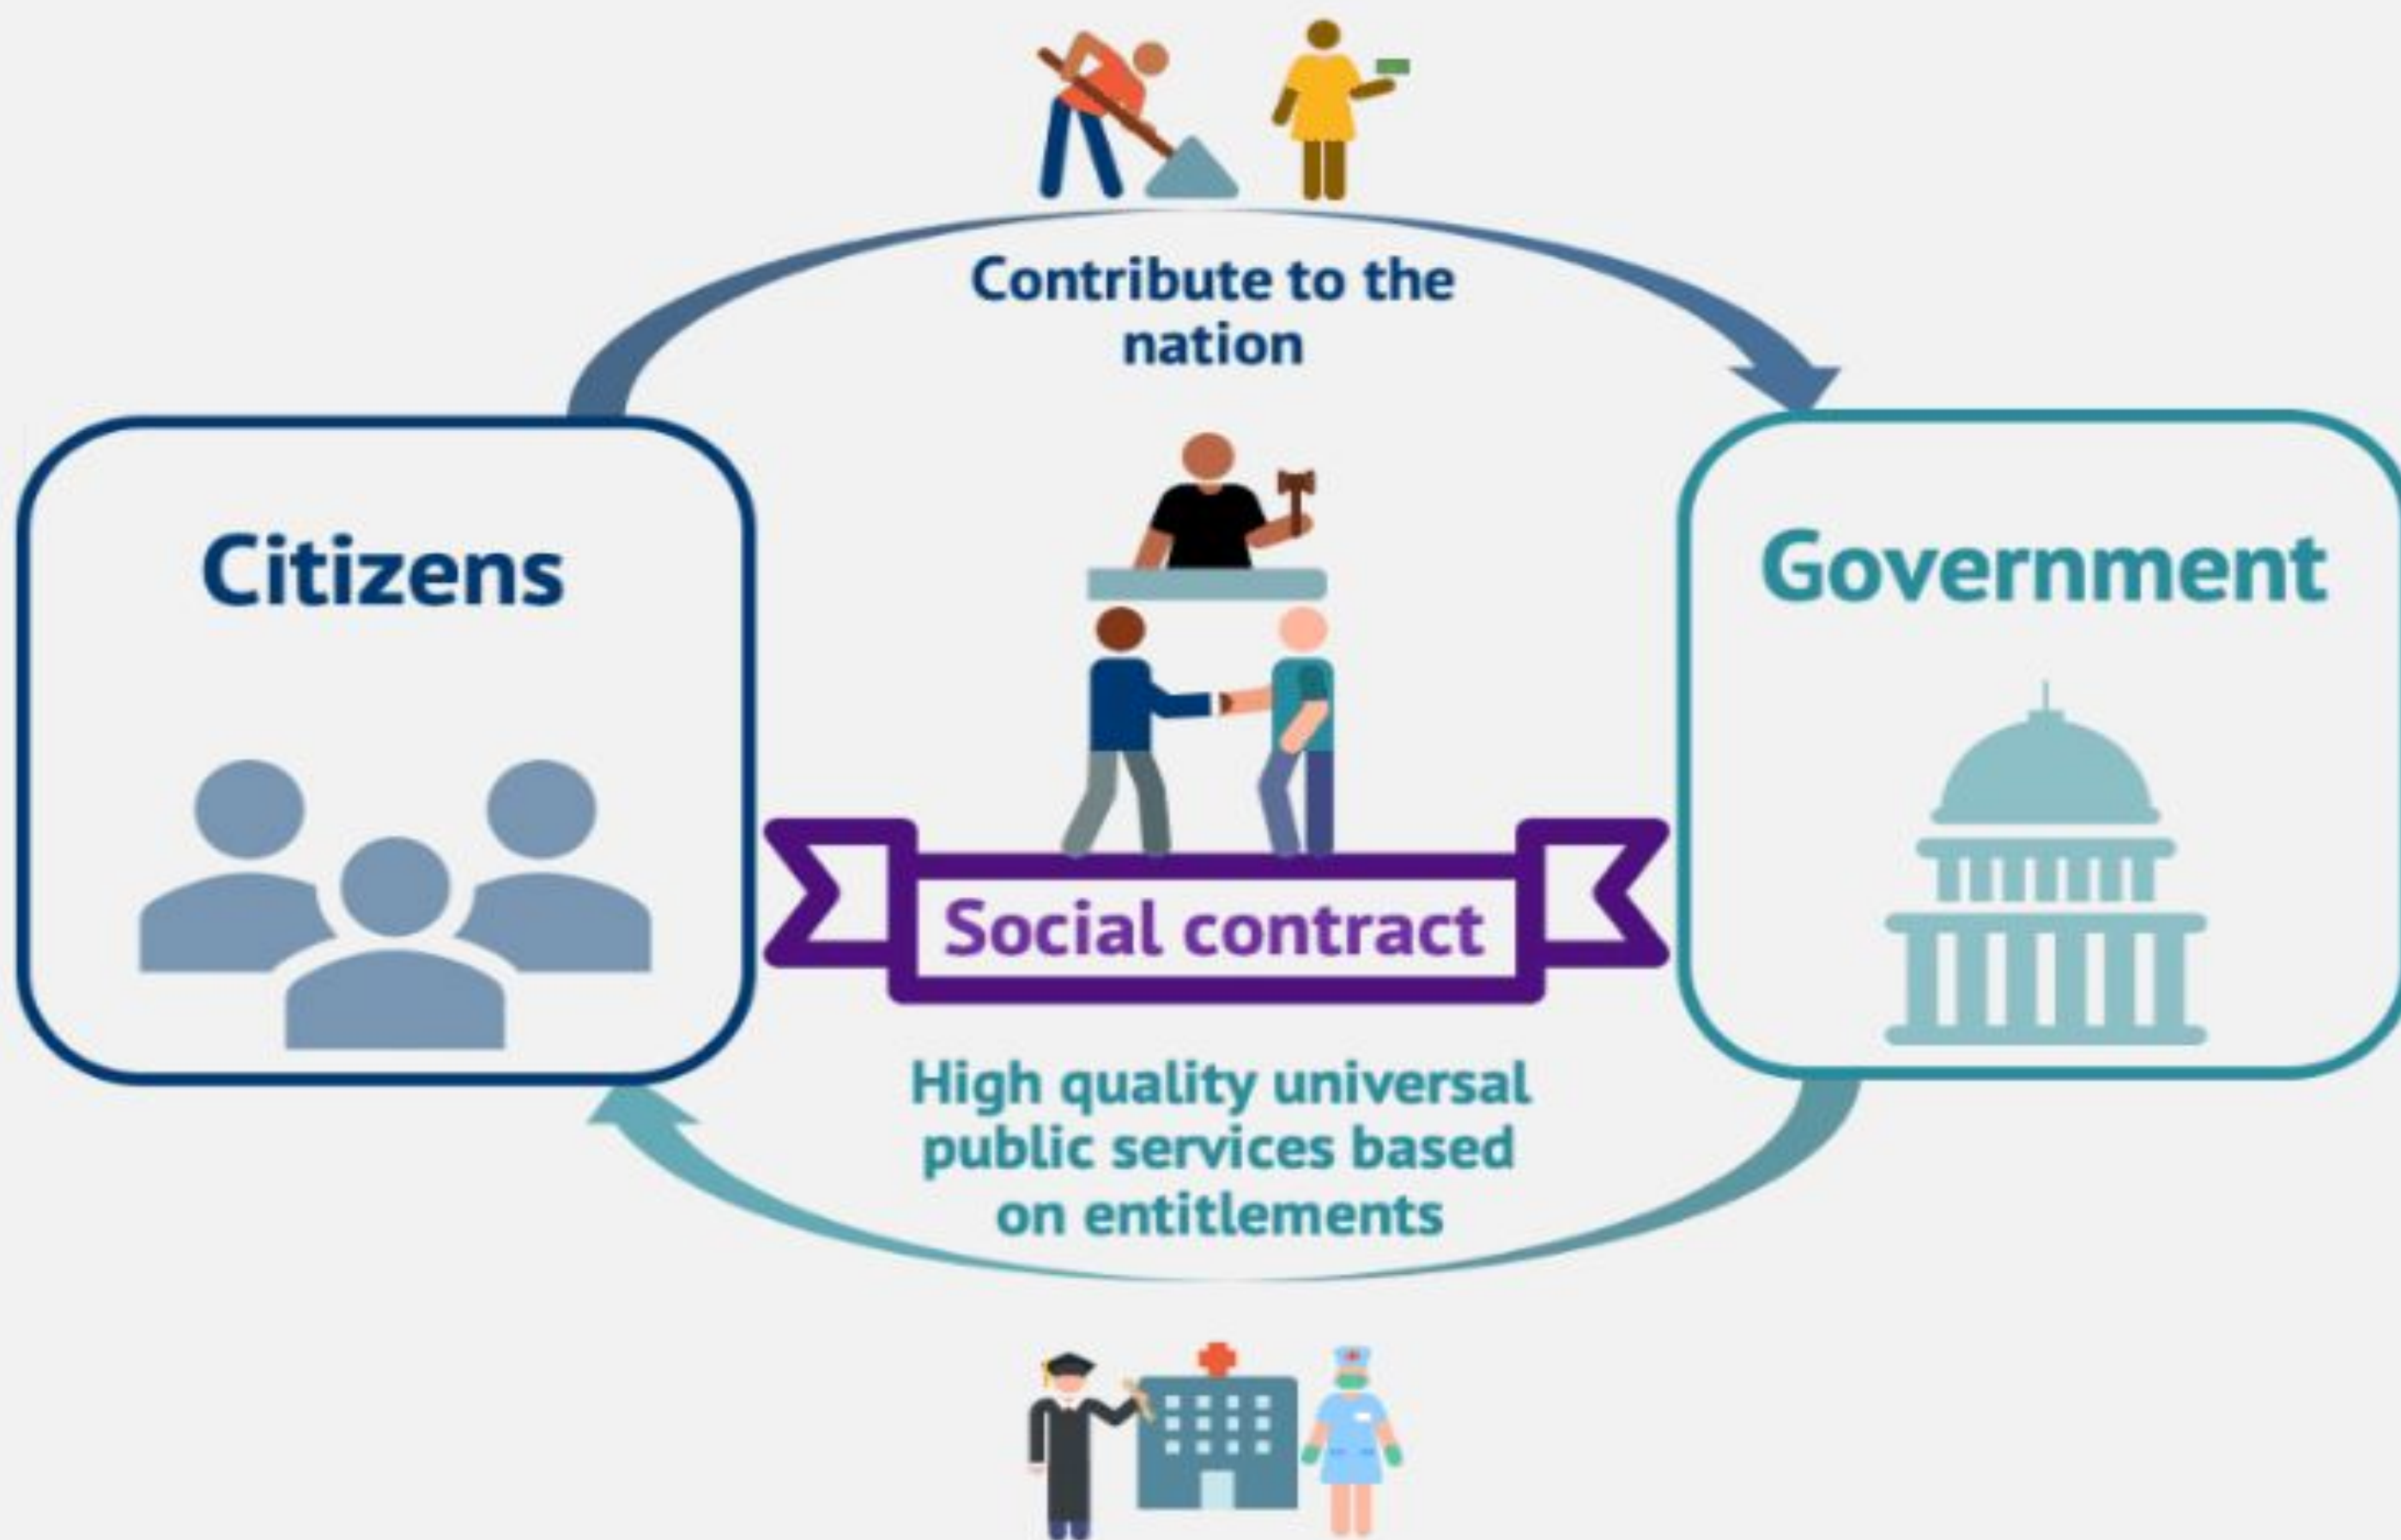 Contribute to the
nation
Citizens
Government
Social contract
High quality universal
public services based
on entitlements